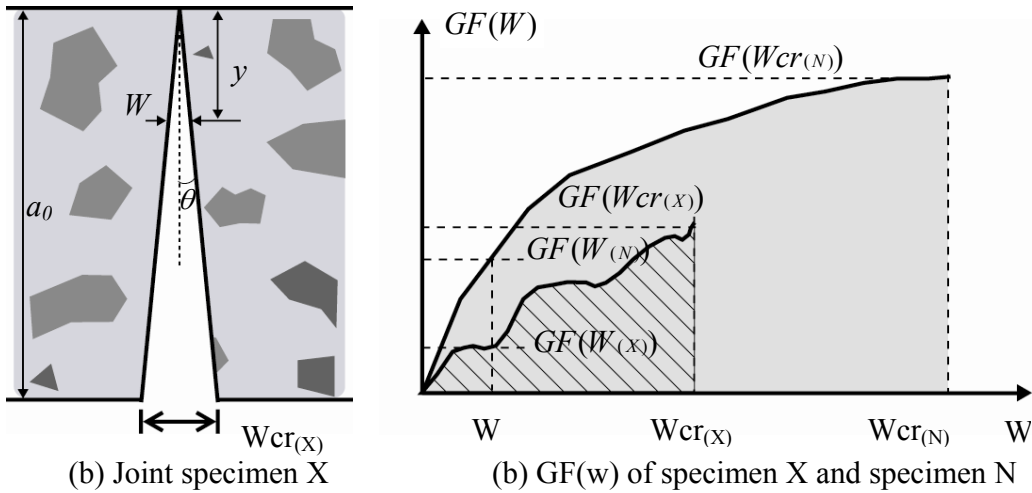 y
W
θ
a0
Wcr(X)
(b) Joint specimen X
GF(W)
GF(Wcr(N))
GF(Wcr(X))
GF(W(N))
GF(W(X))
W Wcr(X) Wcr(N) W
(b) GF(w) of specimen X and specimen N